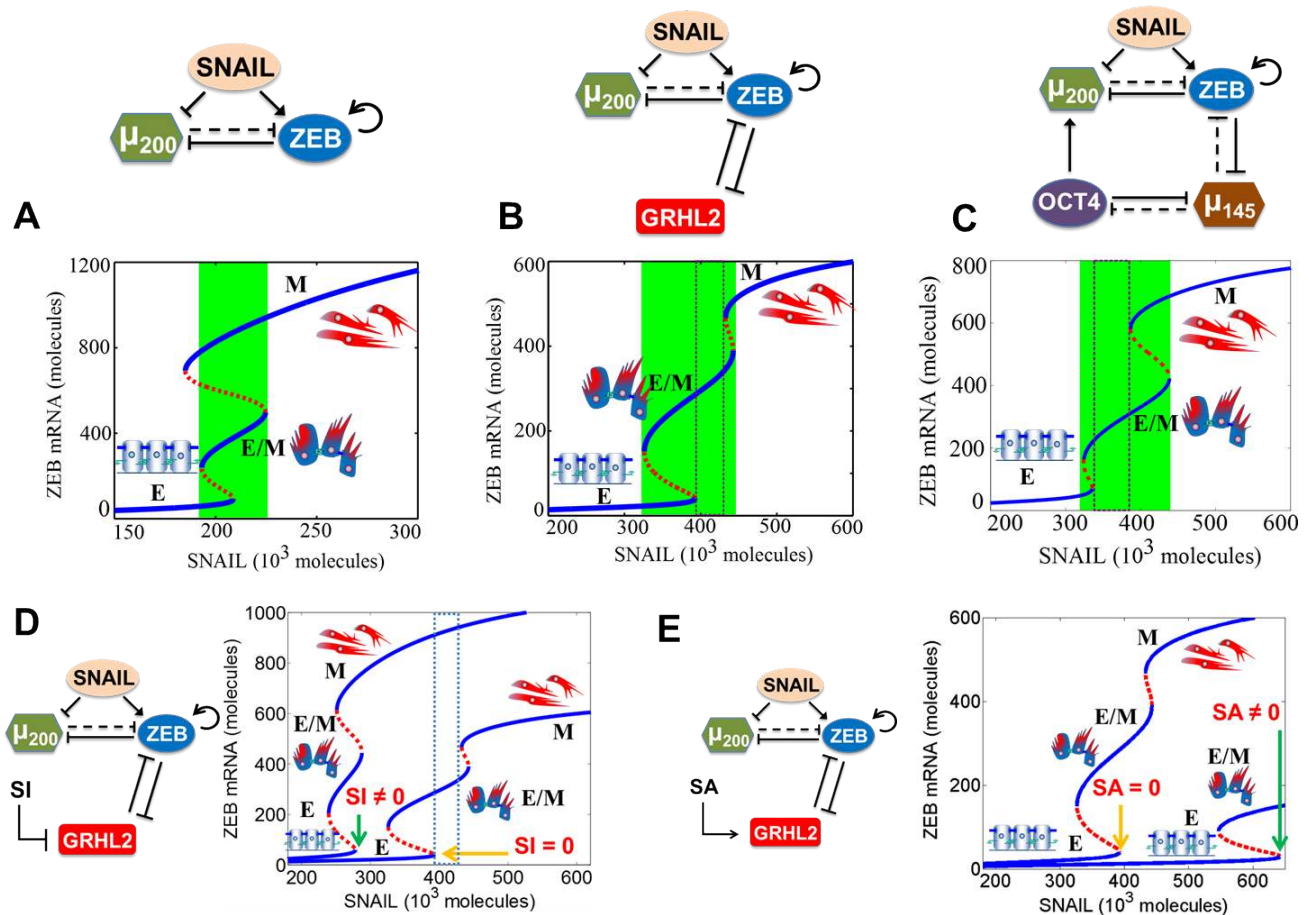 SNAIL
μ200
ZEB
SNAIL
μ200
ZEB
GRHL2
SNAIL
μ200
ZEB
OCT4
μ145
A
ZEB mRNA (molecules)
1200
800
400
0
M
E/M
E
150
200
250
300
SNAIL (10³ molecules)
B
ZEB mRNA (molecules)
600
400
200
0
M
E/M
E
200
300
400
500
600
SNAIL (10³ molecules)
C
ZEB mRNA (molecules)
800
600
400
200
0
M
E/M
E
200
300
400
500
600
SNAIL (10³ molecules)
D
SNAIL
μ200
ZEB
SI
GRHL2
ZEB mRNA (molecules)
1000
800
600
400
200
0
M
E/M
E
SI ≠ 0
M
E/M
E
SI = 0
200
300
400
500
600
SNAIL (10³ molecules)
E
SNAIL
μ200
ZEB
SA
GRHL2
ZEB mRNA (molecules)
600
500
400
300
200
100
0
M
E/M
SA = 0
E
SA ≠ 0
E/M
E
200
300
400
500
600
SNAIL (10³ molecules)